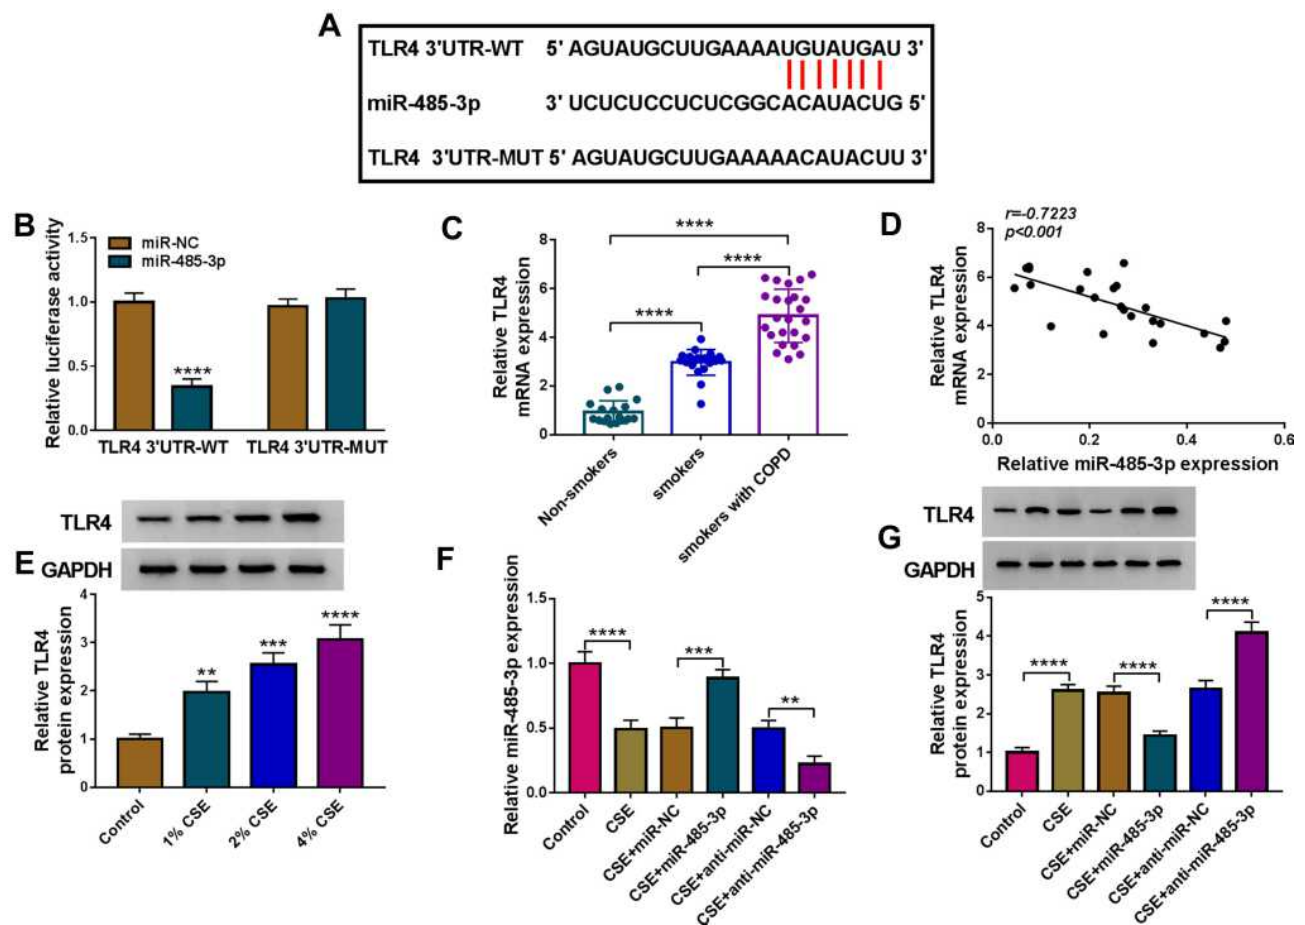 A
TLR4 3'UTR-WT 5' AGUAUGCUUGAAAAUGUAUGAU 3'
miR-485-3p 3' UCUCUCCUCUCGGCACAUACUG 5'
TLR4 3'UTR-MUT 5' AGUAUGCUUGAAAAACAUACUU 3'
B
Relative luciferase activity
1.5
1.0
0.5
0.0
miR-NC
miR-485-3p
****
TLR4 3'UTR-WT
TLR4 3'UTR-MUT
C
Relative TLR4
mRNA expression
8
6
4
2
0
****
****
****
Non-smokers
smokers
smokers with COPD
D
r=-0.7223
p<0.001
Relative TLR4
mRNA expression
8
6
4
2
0
0.0
0.2
0.4
0.6
Relative miR-485-3p expression
E
TLR4
GAPDH
Relative TLR4
protein expression
4
3
2
1
0
**
***
****
Control
1% CSE
2% CSE
4% CSE
F
Relative miR-485-3p expression
1.5
1.0
0.5
0.0
****
***
**
Control
CSE
CSE+miR-NC
CSE+miR-485-3p
CSE+anti-miR-NC
CSE+anti-miR-485-3p
G
TLR4
GAPDH
Relative TLR4
protein expression
5
4
3
2
1
0
****
****
****
Control
CSE
CSE+miR-NC
CSE+miR-485-3p
CSE+anti-miR-NC
CSE+anti-miR-485-3p